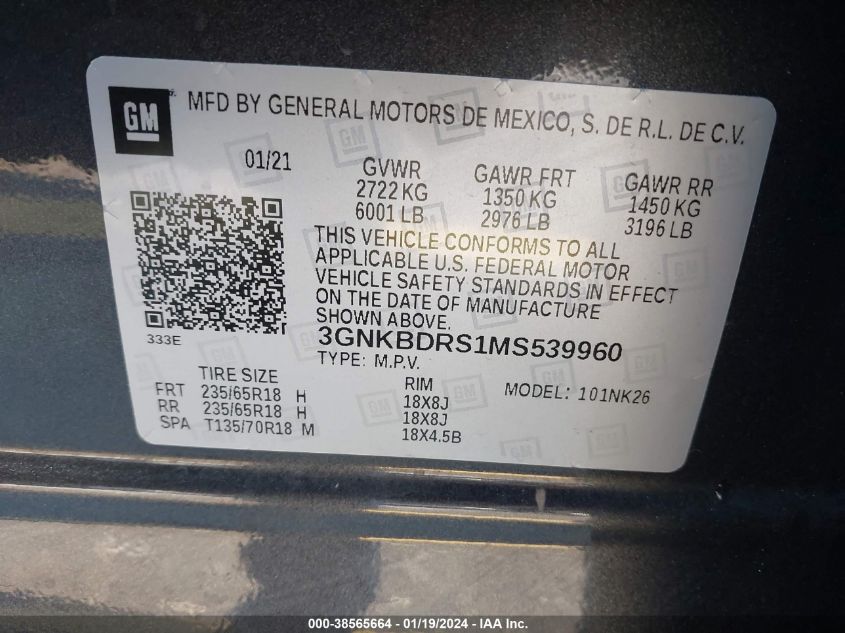 GM
MFD BY GENERAL MOTORS DE MEXICO, S. DE R.L. DE C.V.
01/21
GVWR
2722 KG
6001 LB
GAWR FRT
1350 KG
2976 LB
GAWR RR
1450 KG
3196 LB
THIS VEHICLE CONFORMS TO ALL
APPLICABLE U.S. FEDERAL MOTOR
VEHICLE SAFETY STANDARDS IN EFFECT
ON THE DATE OF MANUFACTURE
SHOWN ABOVE.
333E
3GNKBDRS1MS539960
TYPE: M.P.V.
TIRE SIZE
RIM
MODEL: 101NK26
FRT 235/65R18 H 18X8J
RR 235/65R18 H 18X8J
SPA T135/70R18 M 18X4.5B
000-38565664 - 01/19/2024 - IAA Inc.